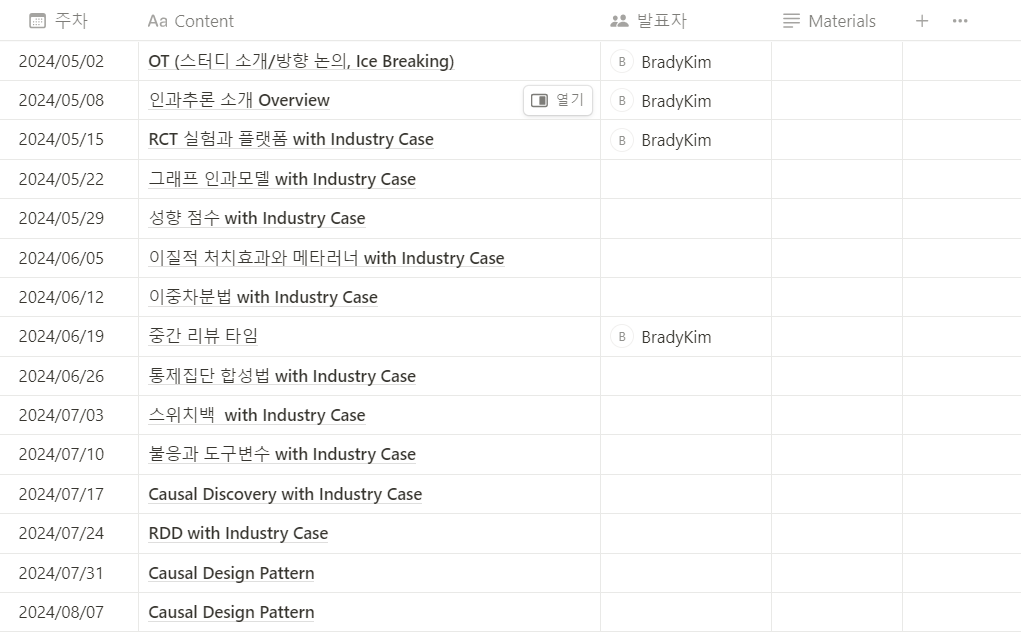 주차 Aa Content 발표자 Materials
2024/05/02 OT (스터디 소개/방향 논의, Ice Breaking) B BradyKim
2024/05/08 인과추론 소개 Overview 열기 B BradyKim
2024/05/15 RCT 실험과 플랫폼 with Industry Case B BradyKim
2024/05/22 그래프 인과모델 with Industry Case
2024/05/29 성향 점수 with Industry Case
2024/06/05 이질적 처치효과와 메타러너 with Industry Case
2024/06/12 이중차분법 with Industry Case
2024/06/19 중간 리뷰 타임 B BradyKim
2024/06/26 통제집단 합성법 with Industry Case
2024/07/03 스위치백 with Industry Case
2024/07/10 불응과 도구변수 with Industry Case
2024/07/17 Causal Discovery with Industry Case
2024/07/24 RDD with Industry Case
2024/07/31 Causal Design Pattern
2024/08/07 Causal Design Pattern